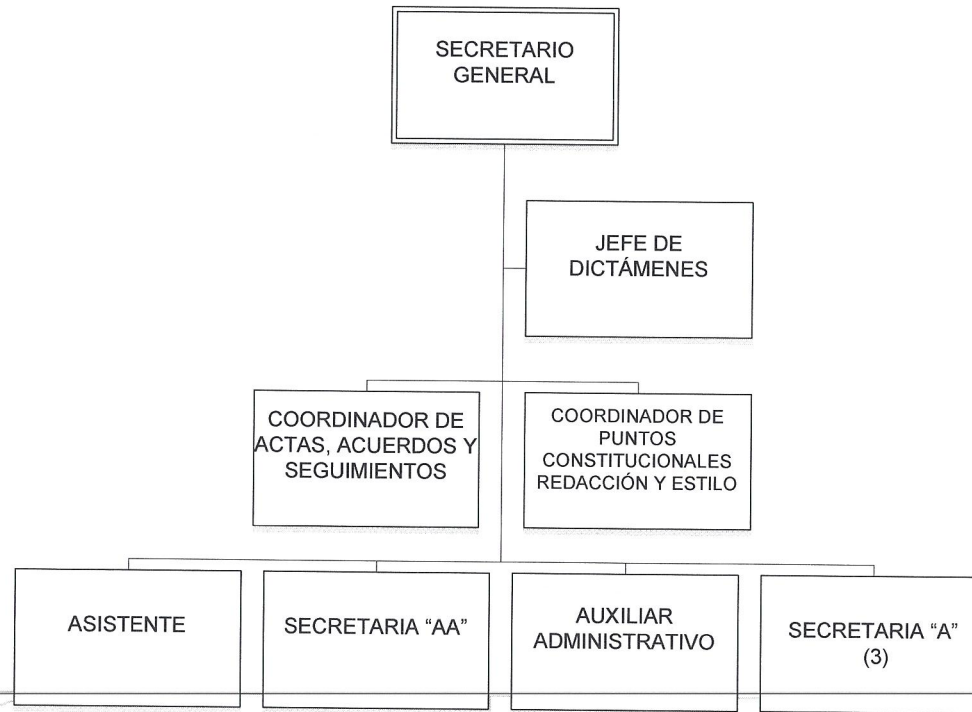 SECRETARIO
GENERAL
JEFE DE
DICTÁMENES
COORDINADOR DE
ACTAS, ACUERDOS Y
SEGUIMIENTOS
COORDINADOR DE
PUNTOS
CONSTITUCIONALES
REDACCIÓN Y ESTILO
ASISTENTE
SECRETARIA “AA”
AUXILIAR
ADMINISTRATIVO
SECRETARIA “A”
(3)